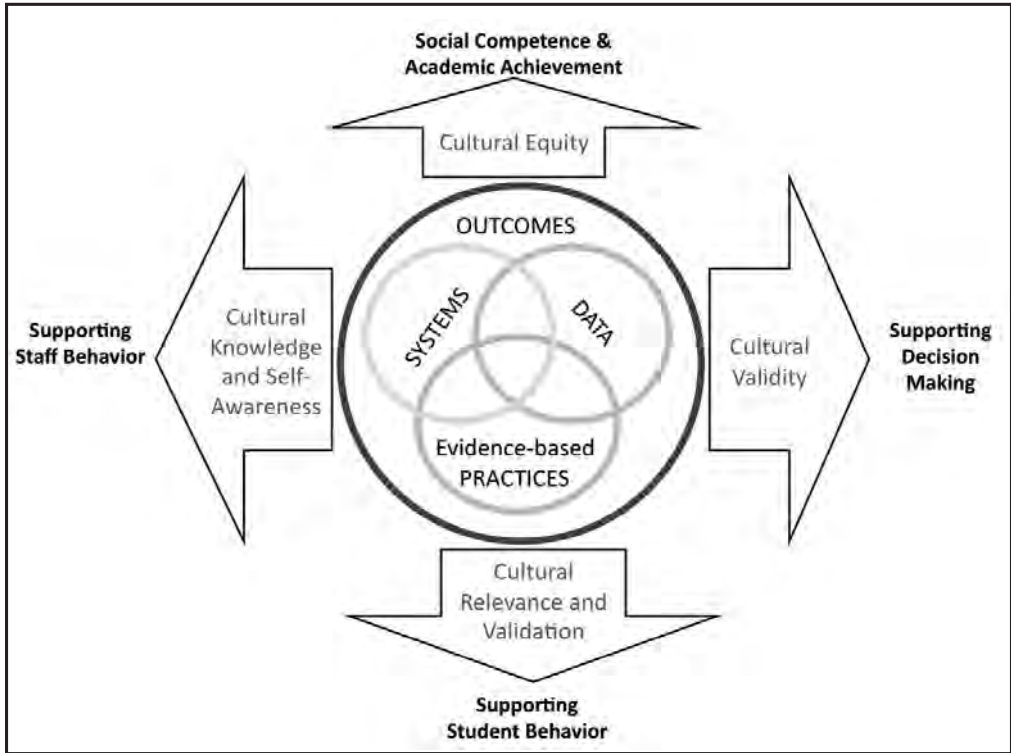 Social Competence &
Academic Achievement
Cultural Equity
OUTCOMES
SYSTEMS
DATA
Evidence-based
PRACTICES
Supporting
Staff Behavior
Cultural
Knowledge
and Self-
Awareness
Cultural
Validity
Supporting
Decision
Making
Cultural
Relevance and
Validation
Supporting
Student Behavior